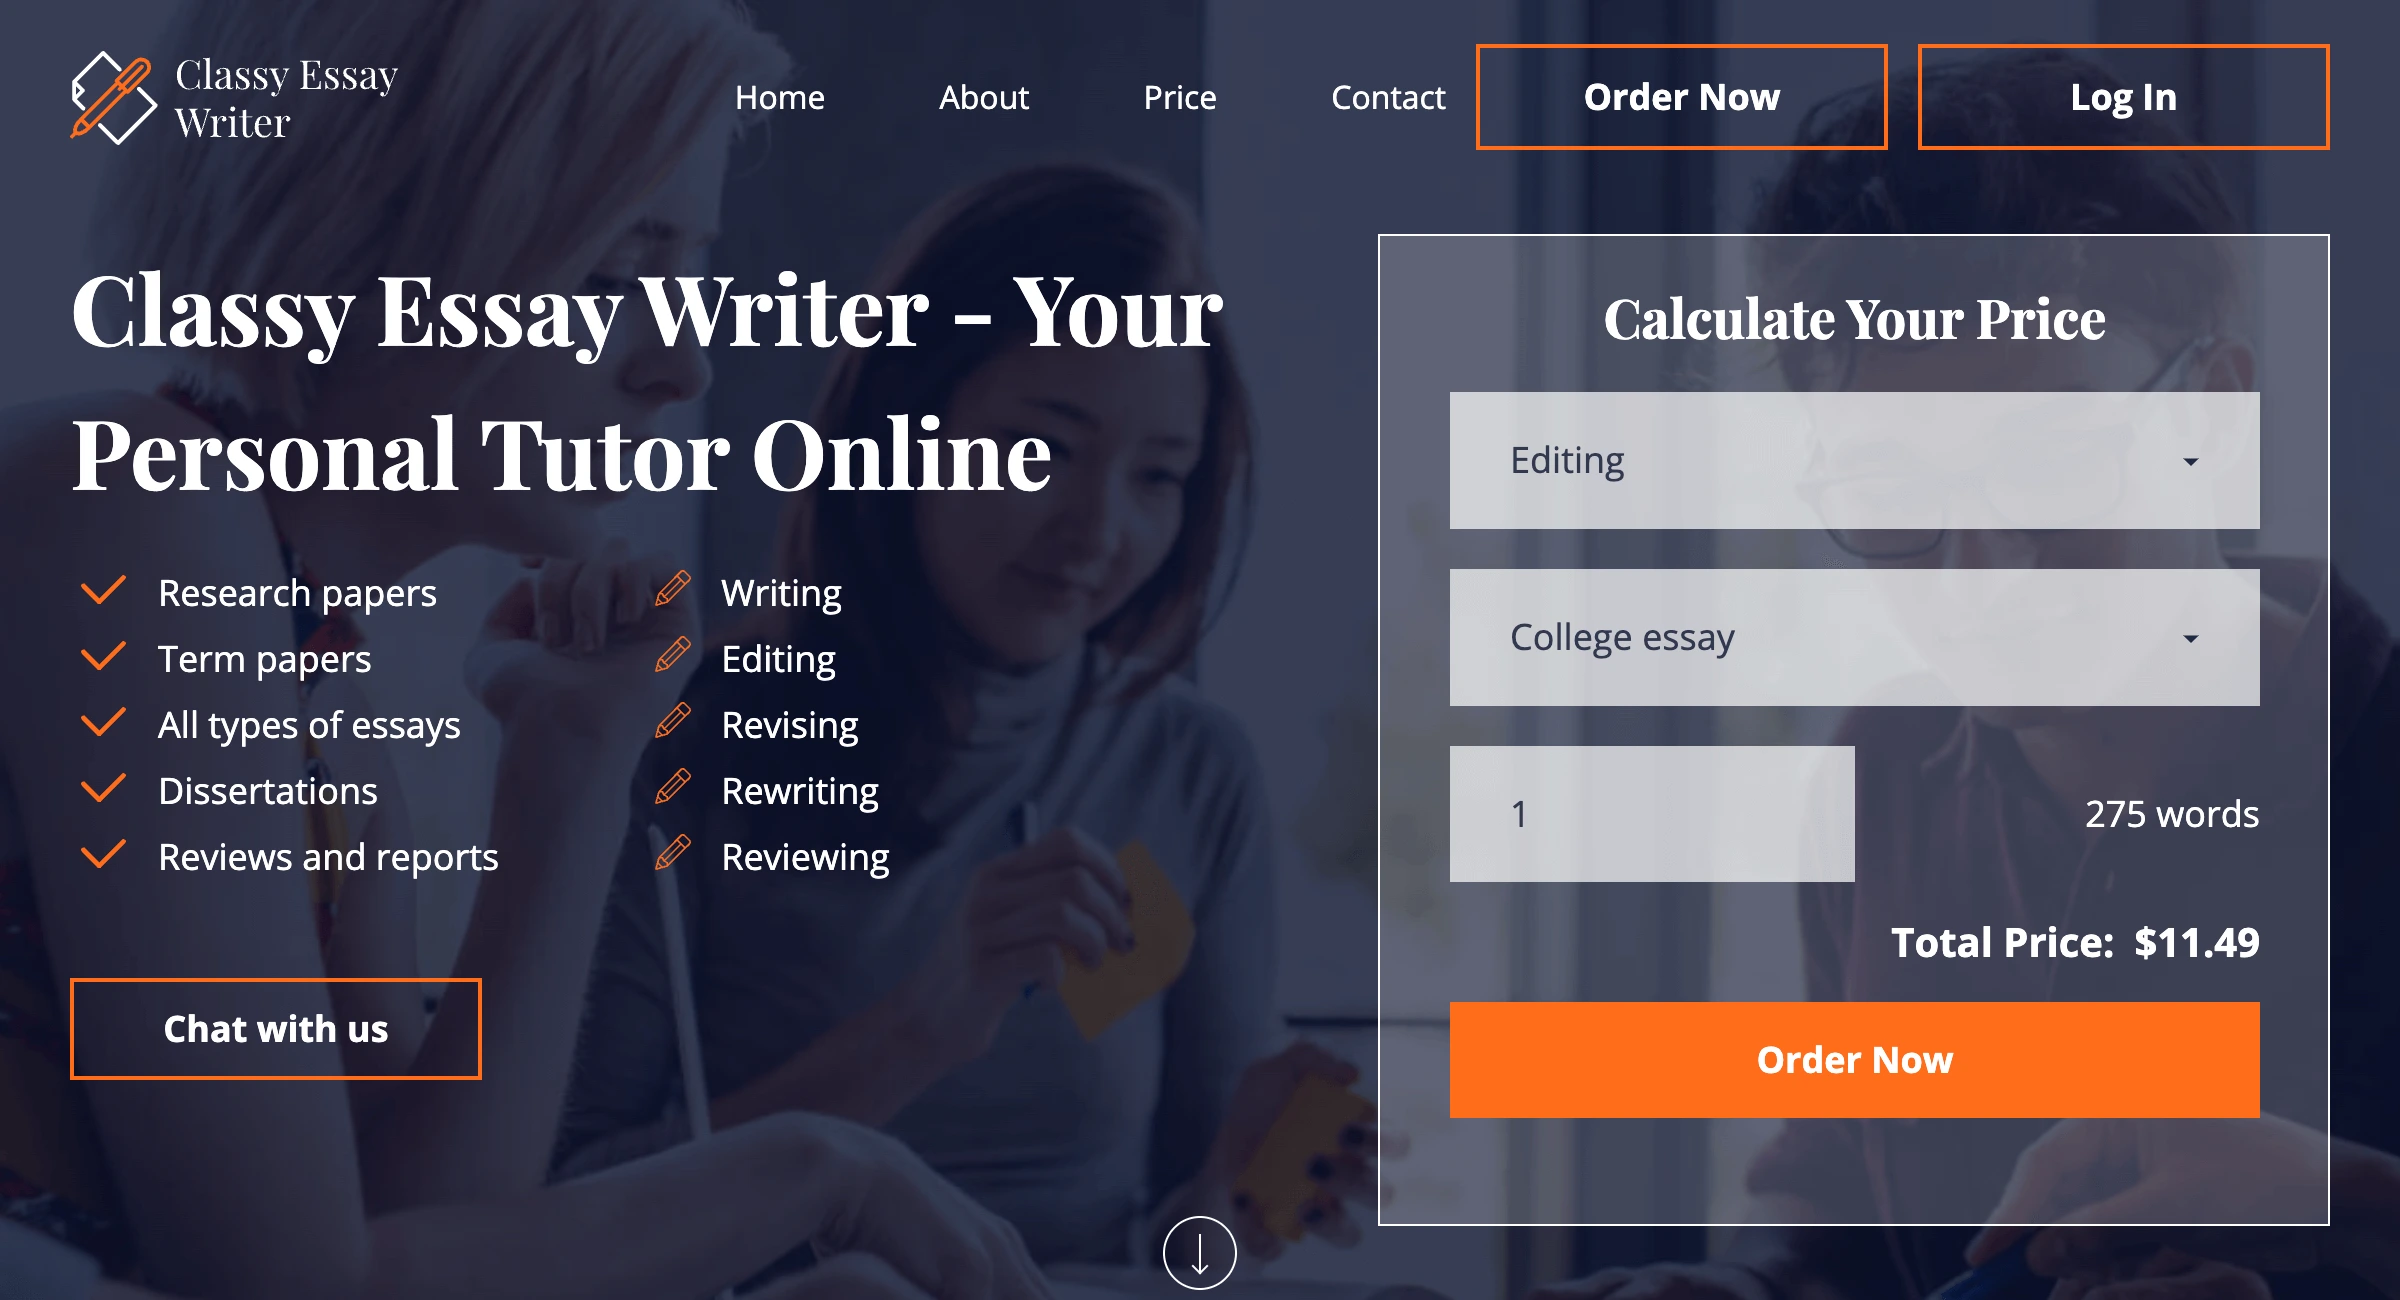 Classy Essay
Writer
Home
About
Price
Contact
Order Now
Log In
Classy Essay Writer – Your
Personal Tutor Online
Research papers
Term papers
All types of essays
Dissertations
Reviews and reports
Writing
Editing
Revising
Rewriting
Reviewing
Chat with us
Calculate Your Price
Editing
College essay
1
275 words
Total Price: $11.49
Order Now